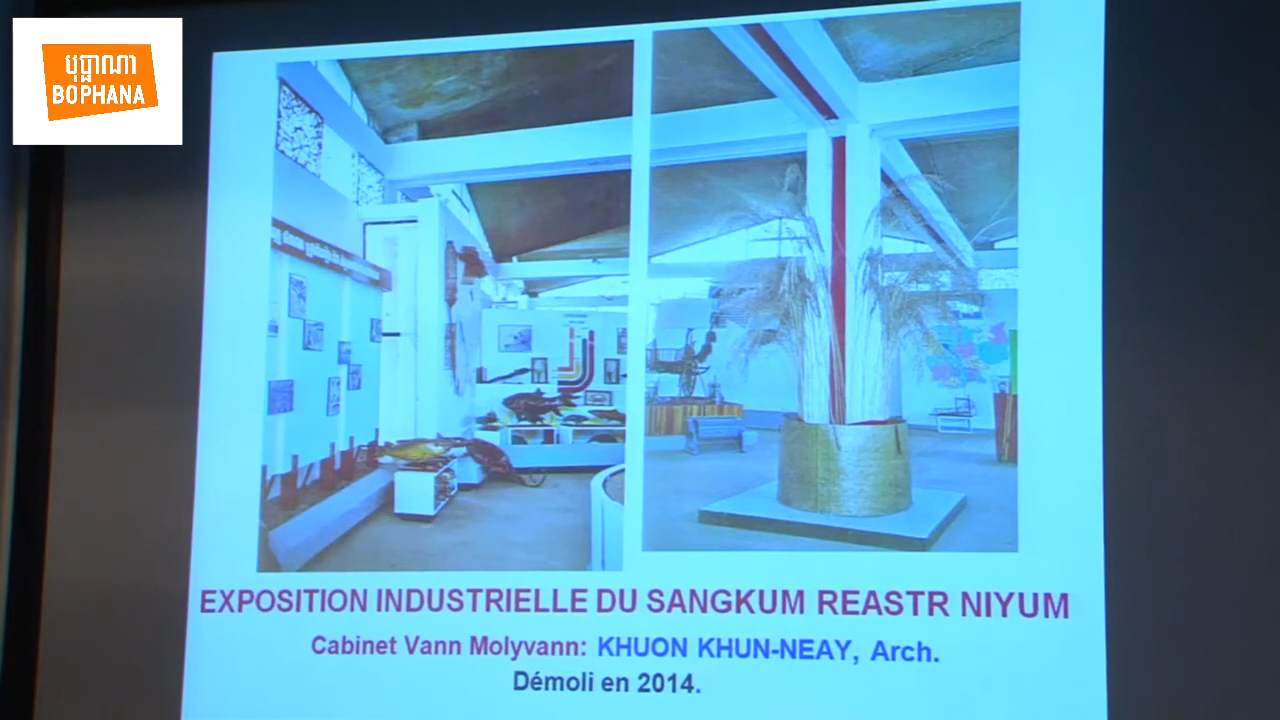 បុប្ផាណា
BOPHANA
EXPOSITION INDUSTRIELLE DU SANGKUM REASTR NIYUM
Cabinet Vann Molyvann: KHUON KHUN-NEAY, Arch.
Démoli en 2014.